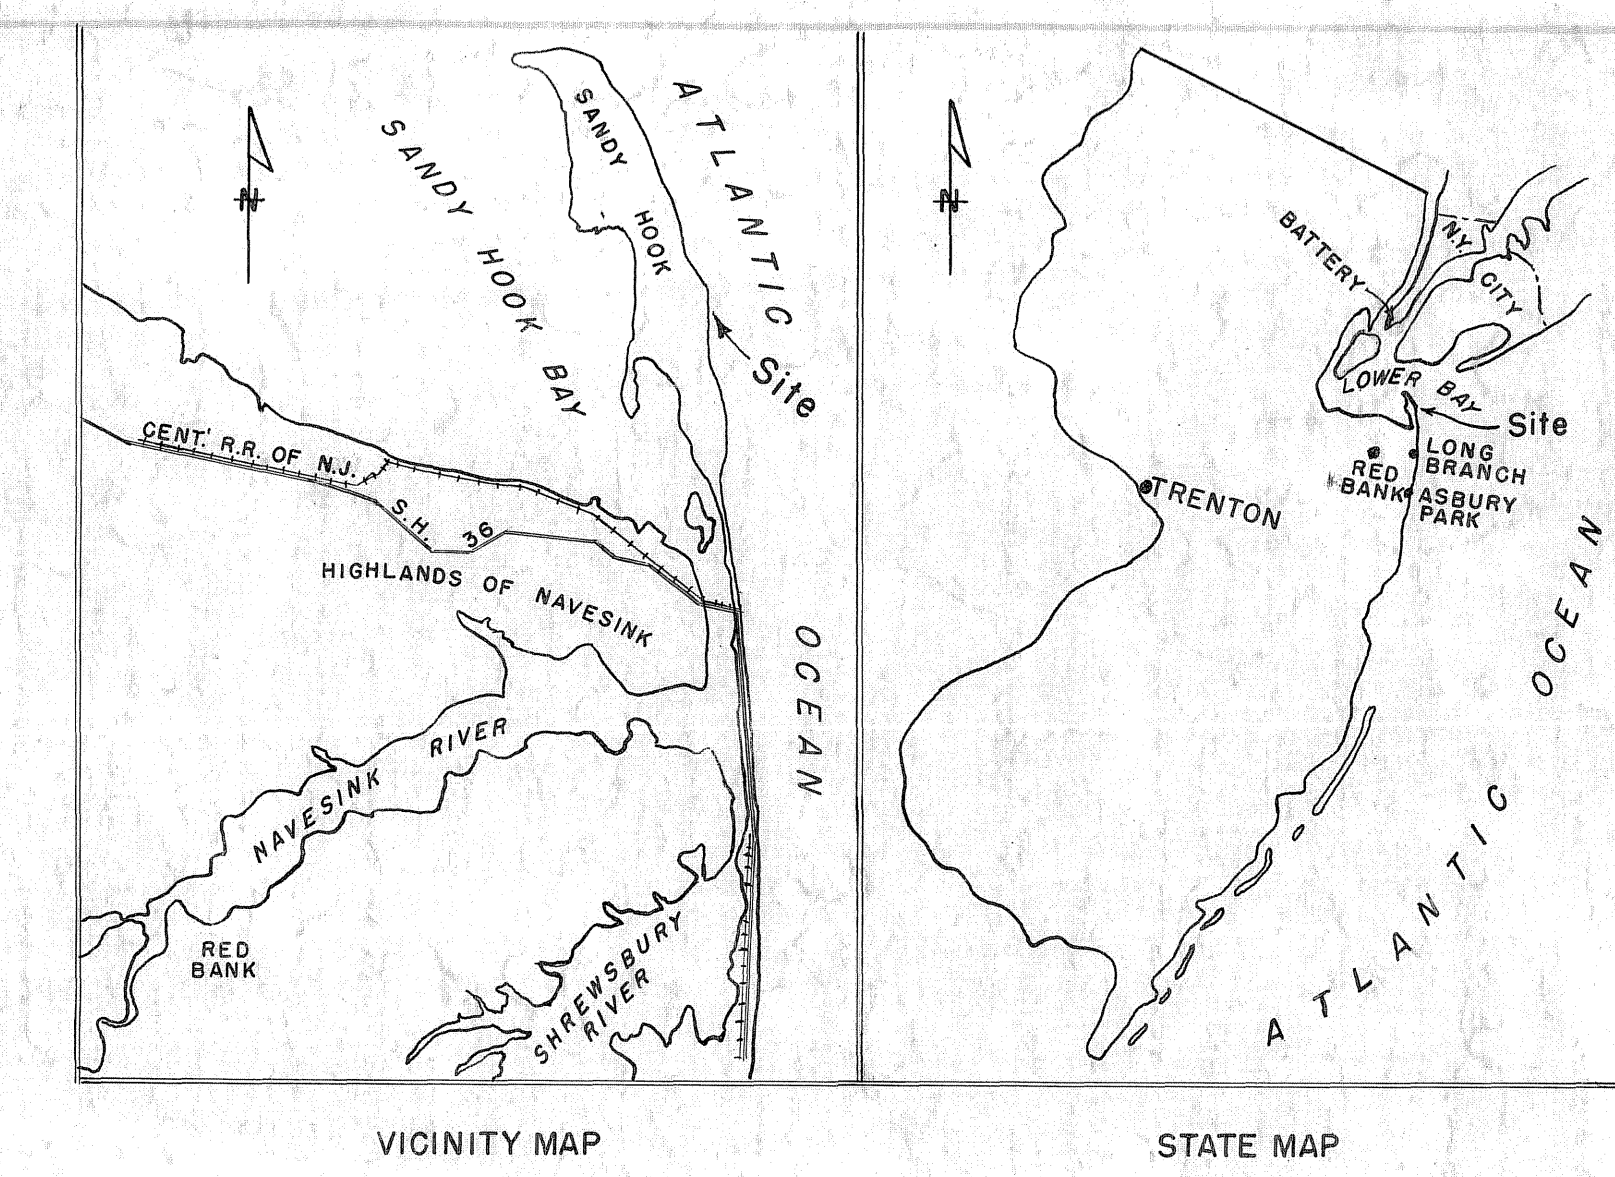 SANDY HOOK
ATLANTIC OCEAN
N
SANDY HOOK BAY
Site
CENT. R.R. OF N.J.
S.H. 36
HIGHLANDS OF NAVESINK
NAVESINK RIVER
RED
BANK
SHREWSBURY
RIVER
VICINITY MAP
N
BATTERY
N.Y.
CITY
LOWER BAY
Site
LONG
BRANCH
RED
BANK
ASBURY
PARK
TRENTON
ATLANTIC OCEAN
STATE MAP